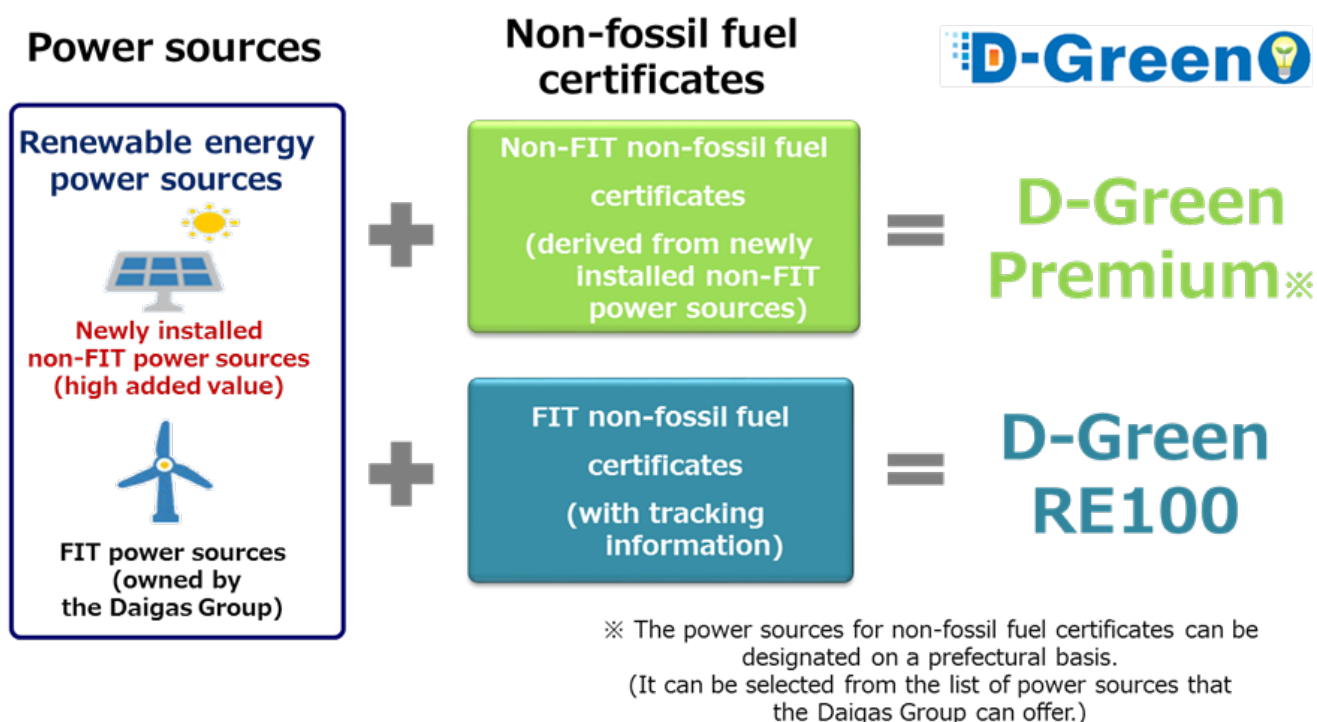 Power sources
Non-fossil fuel
certificates
D-Green
Renewable energy
power sources
Newly installed
non-FIT power sources
(high added value)
FIT power sources
(owned by
the Daigas Group)
Non-FIT non-fossil fuel
certificates
(derived from newly
installed non-FIT
power sources)
D-Green
Premium※
FIT non-fossil fuel
certificates
(with tracking
information)
D-Green
RE100
※ The power sources for non-fossil fuel certificates can be
designated on a prefectural basis.
(It can be selected from the list of power sources that
the Daigas Group can offer.)